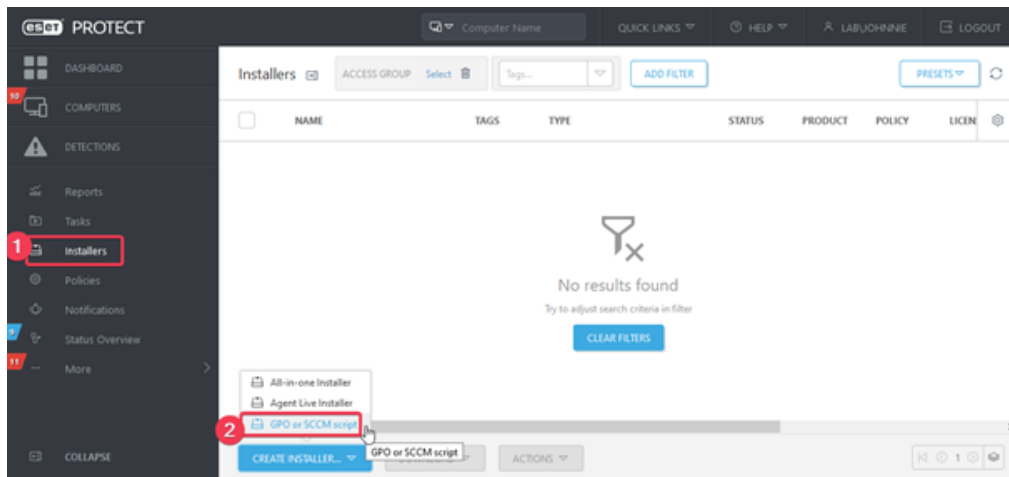 eset PROTECT
Computer Name
QUICK LINKS
HELP
LAB\JOHNNIE
LOGOUT
DASHBOARD
10
COMPUTERS
DETECTIONS
Reports
Tasks
1
Installers
Policies
Notifications
9
Status Overview
11
More
COLLAPSE
Installers
ACCESS GROUP Select
Tags...
ADD FILTER
PRESETS
NAME TAGS TYPE STATUS PRODUCT POLICY LICEN
No results found
Try to adjust search criteria in filter
CLEAR FILTERS
All-in-one Installer
Agent Live Installer
2
GPO or SCCM script
GPO or SCCM script
CREATE INSTALLER...
ACTIONS
1